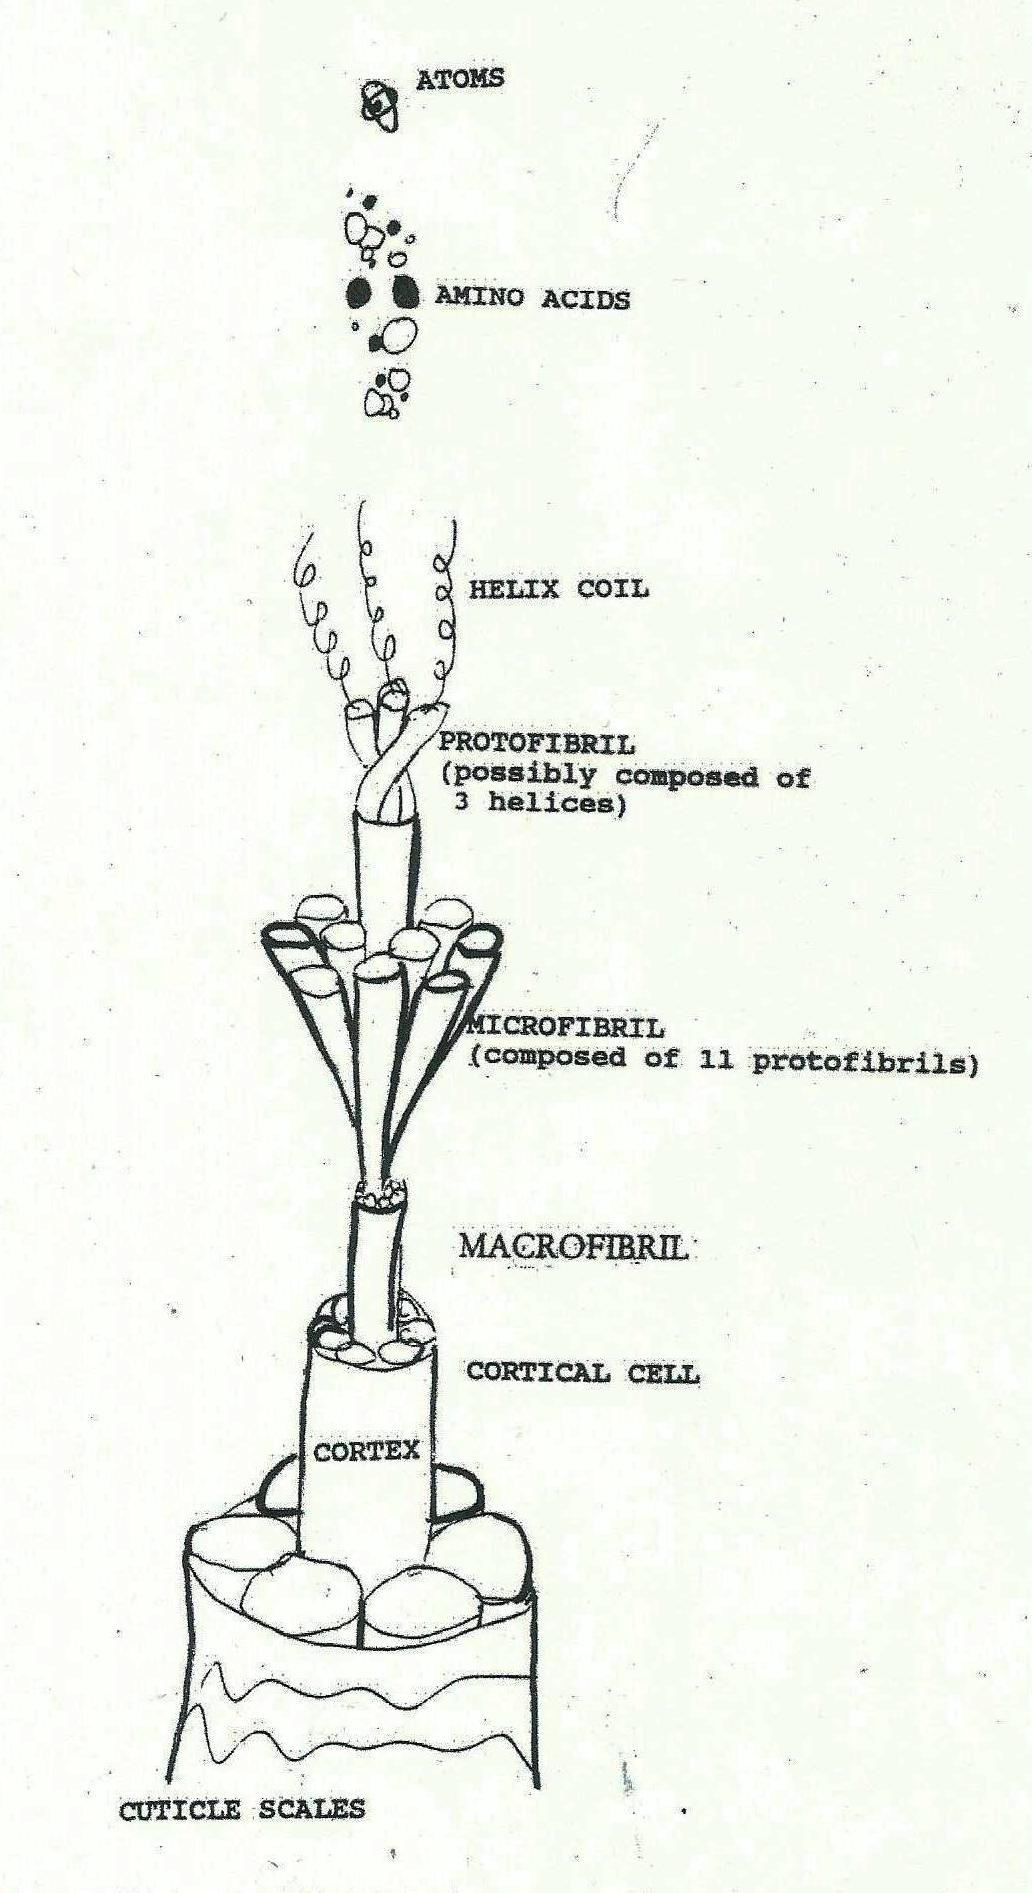 ATOMS
AMINO ACIDS
HELIX COIL
PROTOFIBRIL
(possibly composed of
3 helices)
MICROFIBRIL
(composed of 11 protofibrils)
MACROFIBRIL
CORTICAL CELL
CORTEX
CUTICLE SCALES